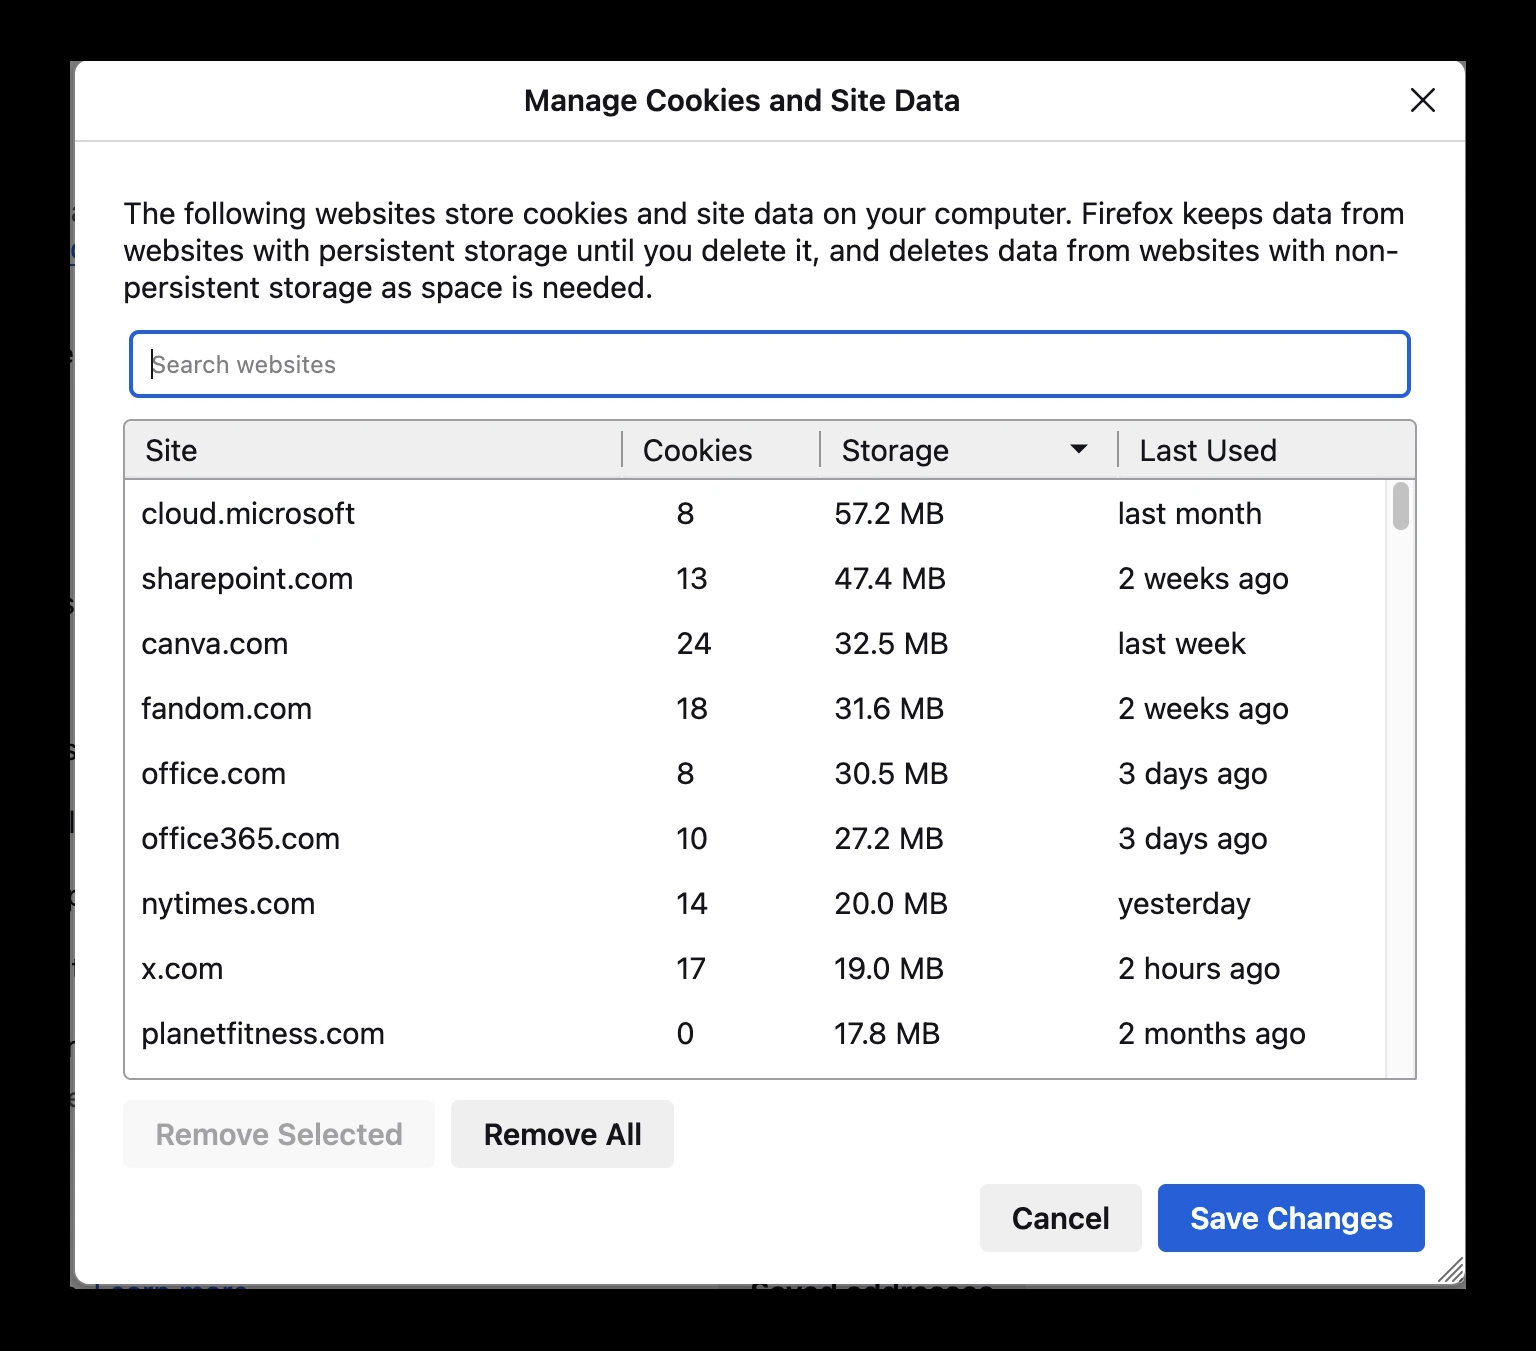 Manage Cookies and Site Data
The following websites store cookies and site data on your computer. Firefox keeps data from
websites with persistent storage until you delete it, and deletes data from websites with non-
persistent storage as space is needed.
Search websites
Site Cookies Storage Last Used
cloud.microsoft 8 57.2 MB last month
sharepoint.com 13 47.4 MB 2 weeks ago
canva.com 24 32.5 MB last week
fandom.com 18 31.6 MB 2 weeks ago
office.com 8 30.5 MB 3 days ago
office365.com 10 27.2 MB 3 days ago
nytimes.com 14 20.0 MB yesterday
x.com 17 19.0 MB 2 hours ago
planetfitness.com 0 17.8 MB 2 months ago
Remove Selected Remove All
Cancel Save Changes
Learn more Saved addresses